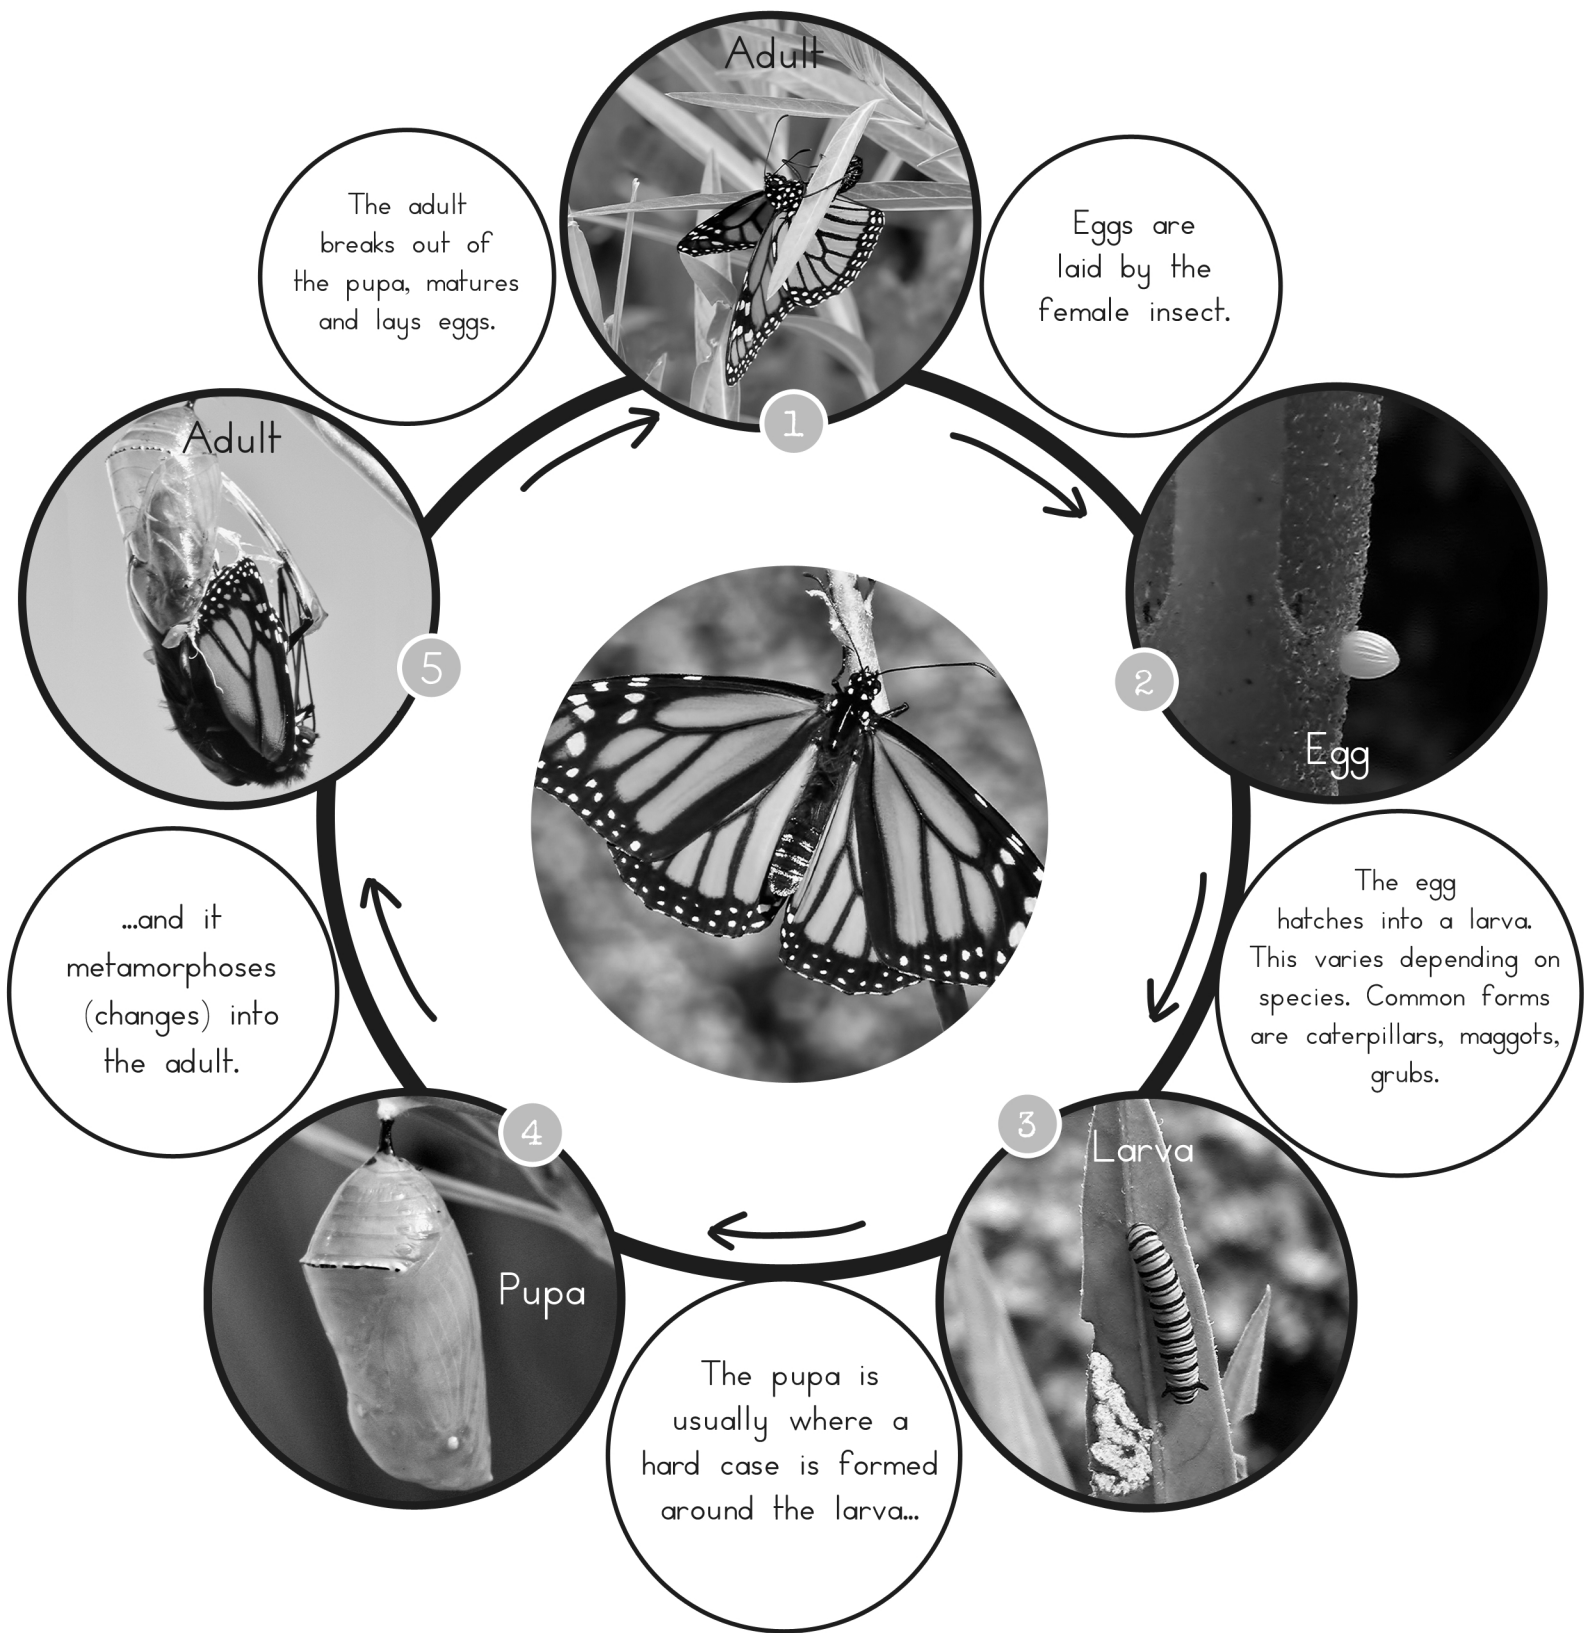 Adult
1
Eggs are
laid by the
female insect.
2
Egg
The egg
hatches into a larva.
This varies depending on
species. Common forms
are caterpillars, maggots,
grubs.
3
Larva
The pupa is
usually where a
hard case is formed
around the larva...
4
Pupa
...and it
metamorphoses
(changes) into
the adult.
Adult
5
The adult
breaks out of
the pupa, matures
and lays eggs.